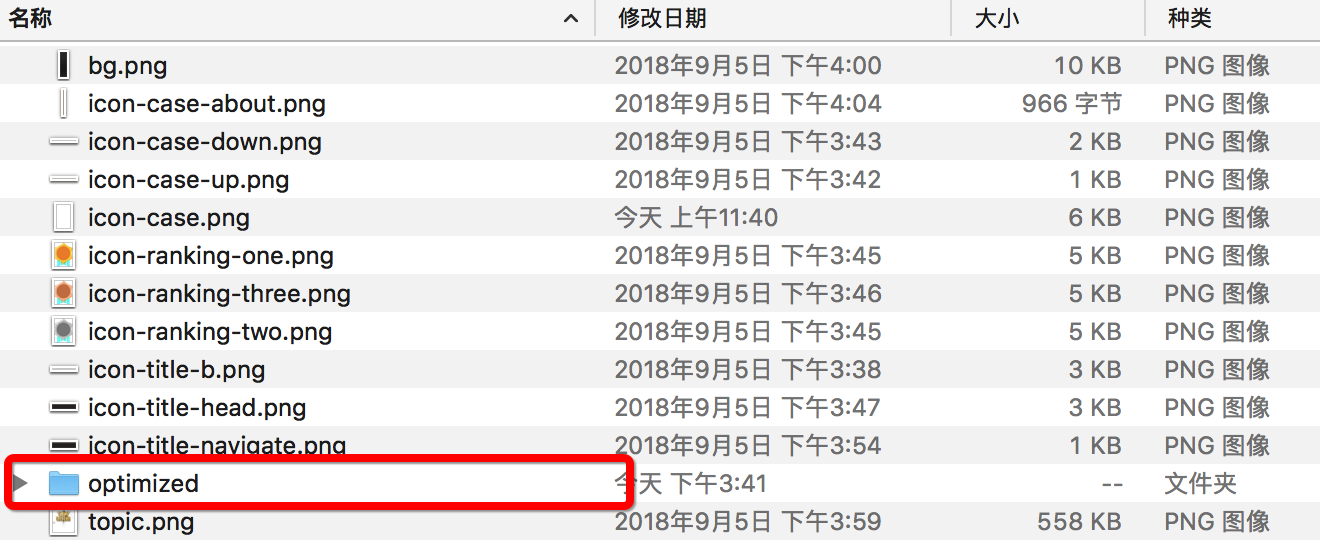 名称 修改日期 大小 种类
bg.png 2018年9月5日 下午4:00 10 KB PNG 图像
icon-case-about.png 2018年9月5日 下午4:04 966 字节 PNG 图像
icon-case-down.png 2018年9月5日 下午3:43 2 KB PNG 图像
icon-case-up.png 2018年9月5日 下午3:42 1 KB PNG 图像
icon-case.png 今天 上午11:40 6 KB PNG 图像
icon-ranking-one.png 2018年9月5日 下午3:45 5 KB PNG 图像
icon-ranking-three.png 2018年9月5日 下午3:46 5 KB PNG 图像
icon-ranking-two.png 2018年9月5日 下午3:45 5 KB PNG 图像
icon-title-b.png 2018年9月5日 下午3:38 3 KB PNG 图像
icon-title-head.png 2018年9月5日 下午3:47 3 KB PNG 图像
icon-title-navigate.png 2018年9月5日 下午3:54 1 KB PNG 图像
optimized 今天 下午3:41 -- 文件夹
topic.png 2018年9月5日 下午3:59 558 KB PNG 图像